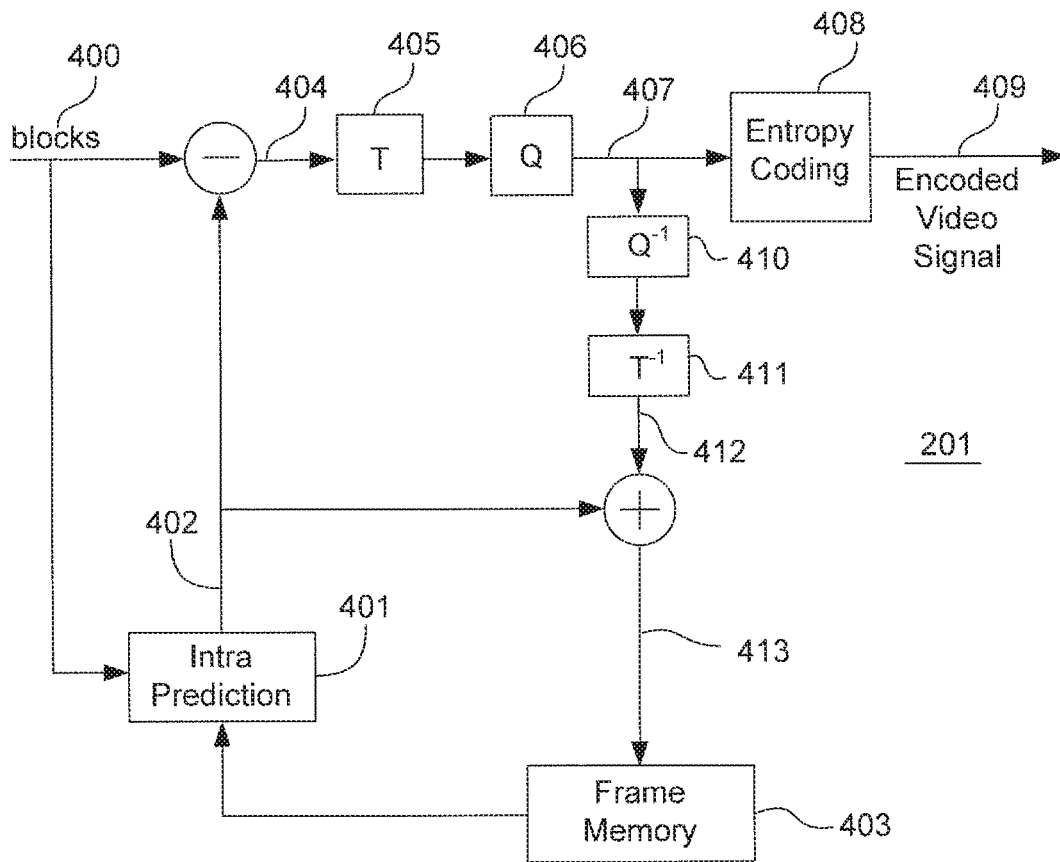 400
405
406
408
404
407
409
blocks
T
Q
Entropy
Coding
Encoded
Video
Signal
Q-1
410
T-1
411
412
201
402
401
Intra
Prediction
413
Frame
Memory
403